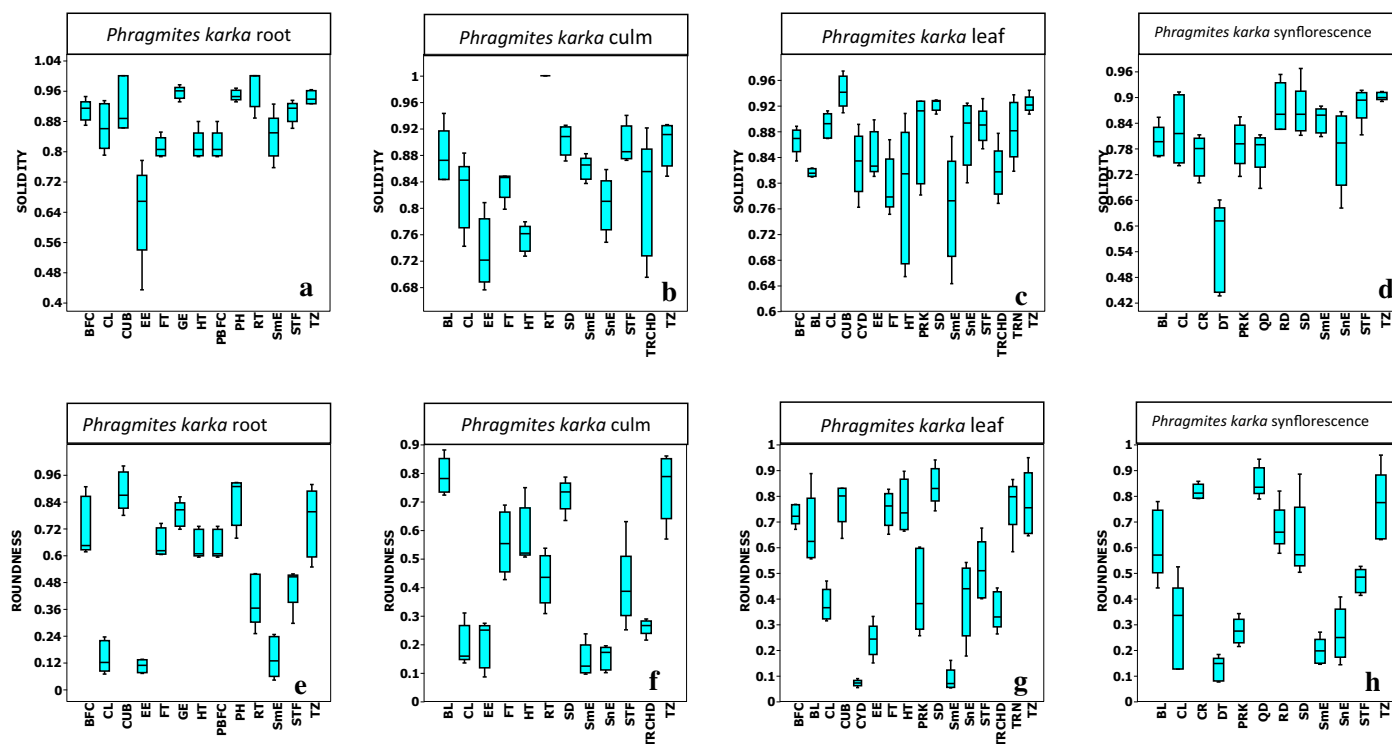 Phragmites karka root
SOLIDITY
1.04
0.96
0.88
0.8
0.72
0.64
0.56
0.48
0.4
a
BFC CL CUB EE FT GE HT PBFC PH RT SmE STF TZ
Phragmites karka culm
SOLIDITY
1
0.96
0.92
0.88
0.84
0.8
0.76
0.72
0.68
b
BL CL EE FT HT RT SD SmE SnE STF TRCHD TZ
Phragmites karka leaf
SOLIDITY
0.96
0.92
0.88
0.84
0.8
0.76
0.72
0.68
0.64
0.6
c
BFC BL CL CUB CYD EE FT HT PRK SD SmE SnE STF TRCHD TRN TZ
Phragmites karka synflorescence
SOLIDITY
0.96
0.9
0.84
0.78
0.72
0.66
0.6
0.54
0.48
0.42
d
BL CL CR DT PRK QD RD SD SmE SnE STF TZ
Phragmites karka root
ROUNDNESS
0.96
0.84
0.72
0.6
0.48
0.36
0.24
0.12
0
e
BFC CL CUB EE FT GE HT PBFC PH RT SmE STF TZ
Phragmites karka culm
ROUNDNESS
0.9
0.8
0.7
0.6
0.5
0.4
0.3
0.2
0.1
0
f
BL CL EE FT HT RT SD SmE SnE STF TRCHD TZ
Phragmites karka leaf
ROUNDNESS
1
0.9
0.8
0.7
0.6
0.5
0.4
0.3
0.2
0.1
0
g
BFC BL CL CUB CYD EE FT HT PRK SD SmE SnE STF TRCHD TRN TZ
Phragmites karka synflorescence
ROUNDNESS
1
0.9
0.8
0.7
0.6
0.5
0.4
0.3
0.2
0.1
0
h
BL CL CR DT PRK QD RD SD SmE SnE STF TZ